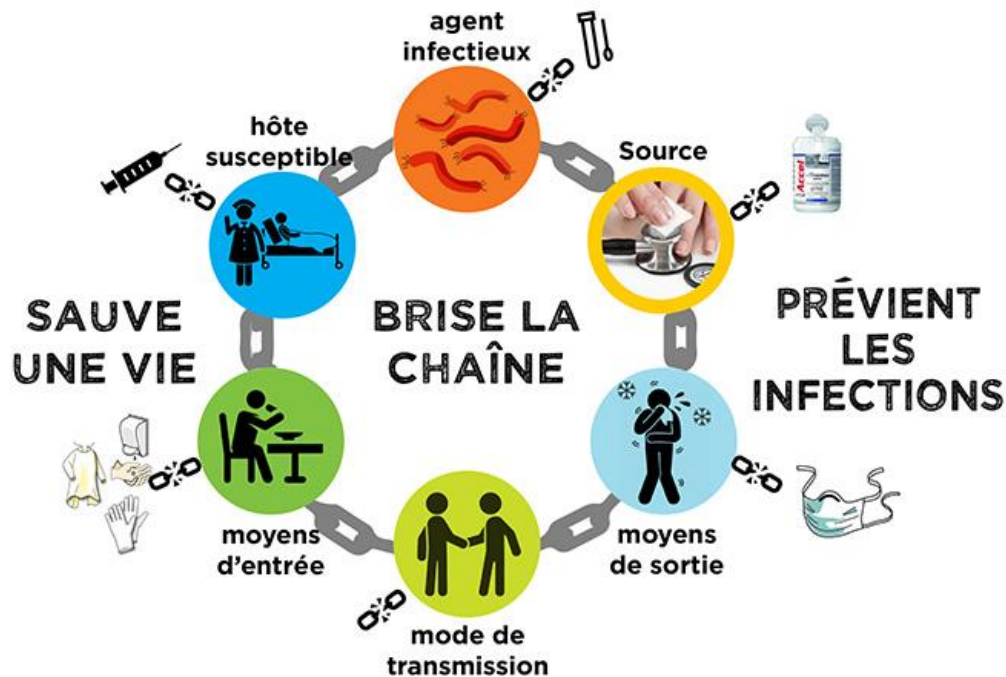 agent
infectieux
hôte
susceptible
Source
Accel
SAUVE
UNE VIE
BRISE LA
CHAÎNE
PRÉVIENT
LES
INFECTIONS
moyens
d'entrée
moyens
de sortie
mode de
transmission